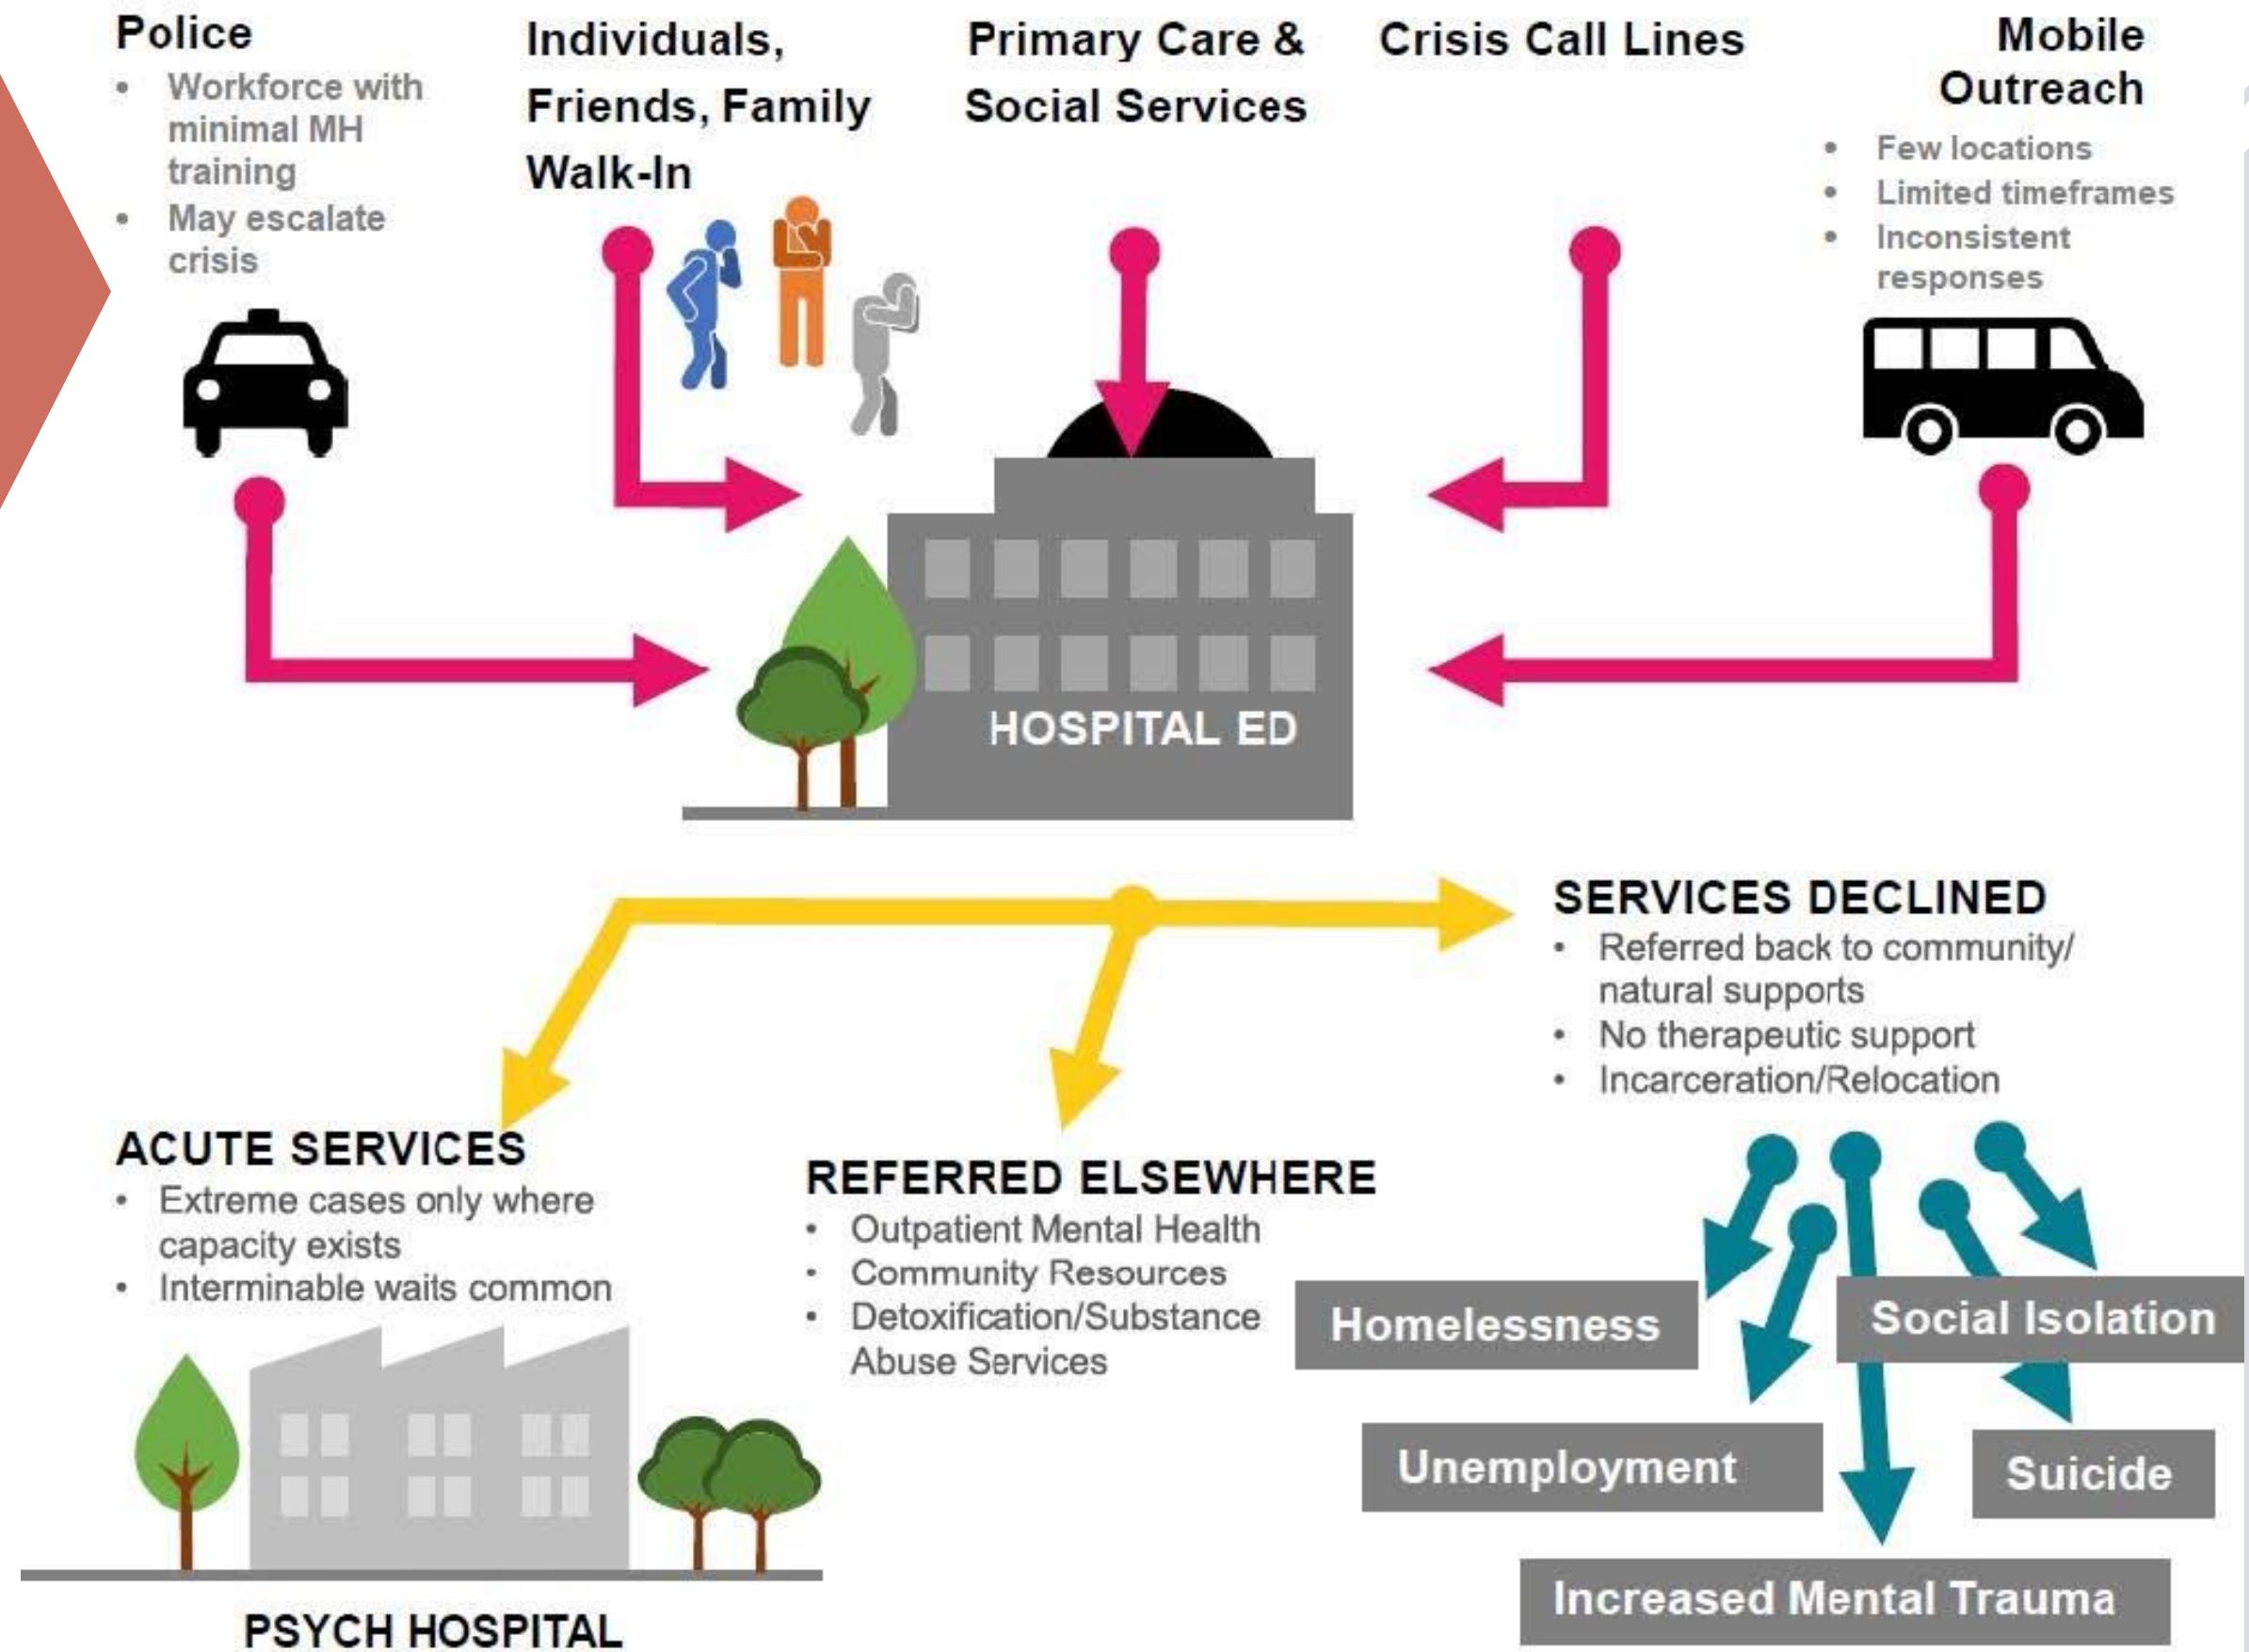 Police
• Workforce with
minimal MH
training
• May escalate
crisis
Individuals,
Friends, Family
Walk-In
Primary Care &
Social Services
Crisis Call Lines
Mobile
Outreach
• Few locations
• Limited timeframes
• Inconsistent
responses
HOSPITAL ED
SERVICES DECLINED
• Referred back to community/
natural supports
• No therapeutic support
• Incarceration/Relocation
ACUTE SERVICES
• Extreme cases only where
capacity exists
• Interminable waits common
REFERRED ELSEWHERE
• Outpatient Mental Health
• Community Resources
• Detoxification/Substance
Abuse Services
Homelessness
Social Isolation
Unemployment
Suicide
Increased Mental Trauma
PSYCH HOSPITAL